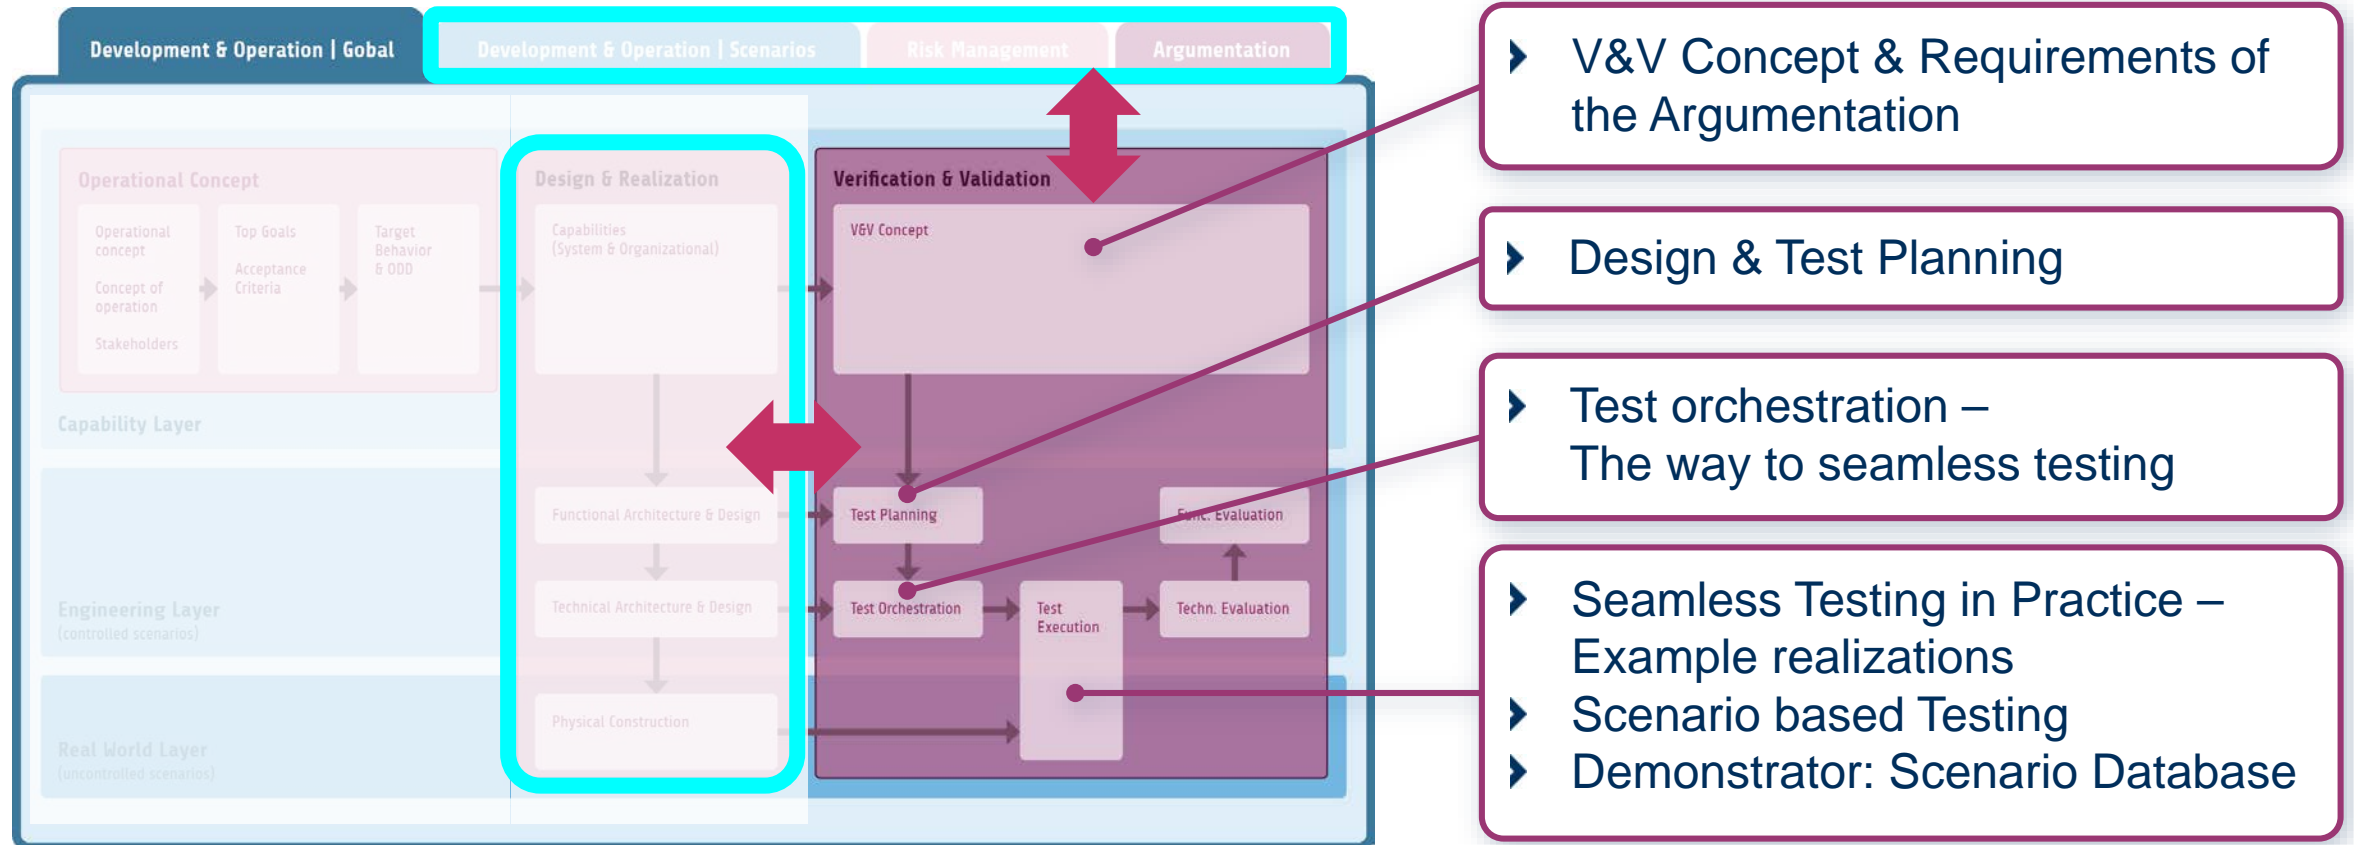 Development & Operation | Gobal
Development & Operation | Scenarios
Risk Management
Argumentation
Operational Concept
Operational
concept
Concept of
operation
Stakeholders
Top Goals
Acceptance
Criteria
Target
Behavior
& ODD
Capability Layer
Engineering Layer
(controlled scenarios)
Real World Layer
(uncontrolled scenarios)
Design & Realization
Capabilities
(System & Organizational)
Functional Architecture & Design
Technical Architecture & Design
Physical Construction
Verification & Validation
V&V Concept
Test Planning
Func. Evaluation
Test Orchestration
Test
Execution
Techn. Evaluation
V&V Concept & Requirements of
the Argumentation
Design & Test Planning
Test orchestration –
The way to seamless testing
Seamless Testing in Practice –
Example realizations
Scenario based Testing
Demonstrator: Scenario Database